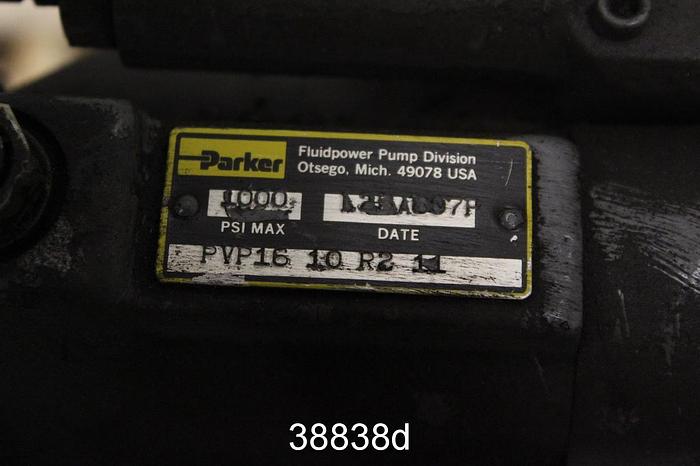 Parker
Fluidpower Pump Division
Otsego, Mich. 49078 USA
1000
PSI MAX
DATE
PVP16 10 R2 11
38838d